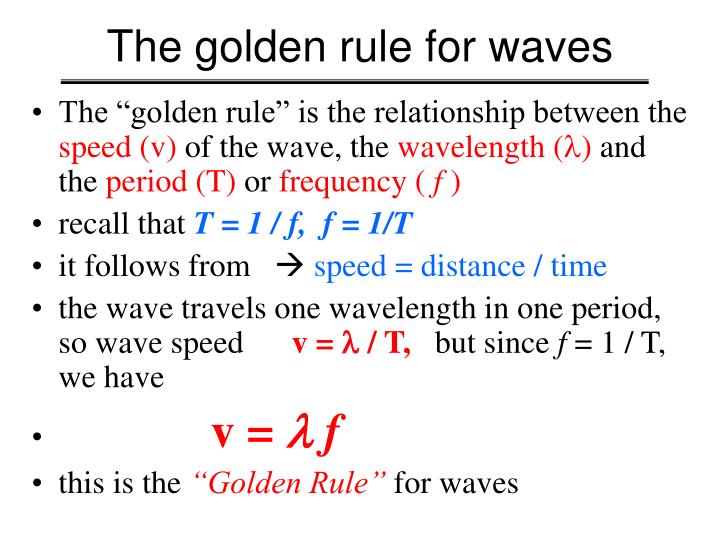 The golden rule for waves
• The “golden rule” is the relationship between the
speed (v) of the wave, the wavelength (λ) and
the period (T) or frequency ( f )
• recall that T = 1 / f, f = 1/T
• it follows from → speed = distance / time
• the wave travels one wavelength in one period,
so wave speed v = λ / T, but since f = 1 / T,
we have
• v = λ f
• this is the “Golden Rule” for waves